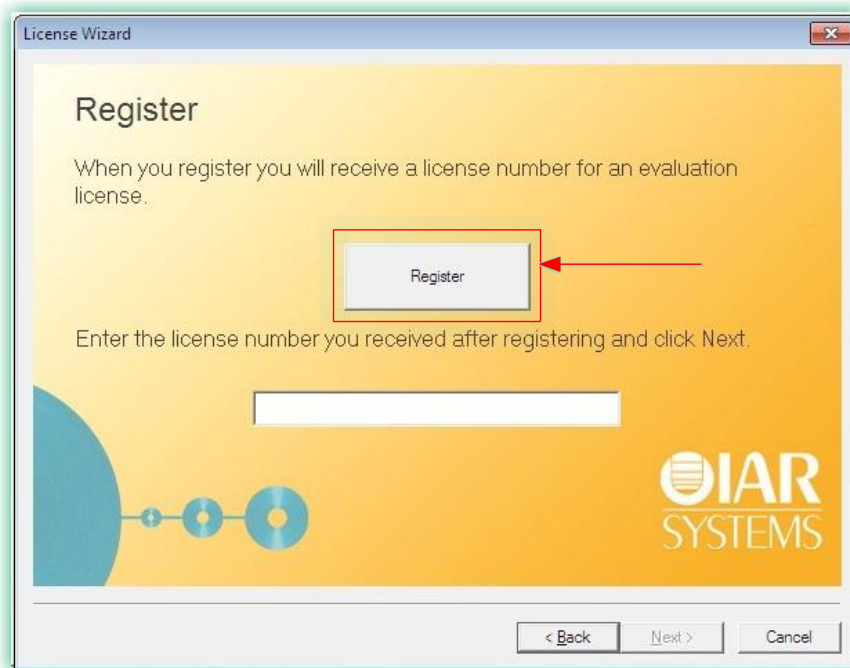 License Wizard
Register
When you register you will receive a license number for an evaluation
license.
Register
Enter the license number you received after registering and click Next.
IAR
SYSTEMS
< Back
Next >
Cancel